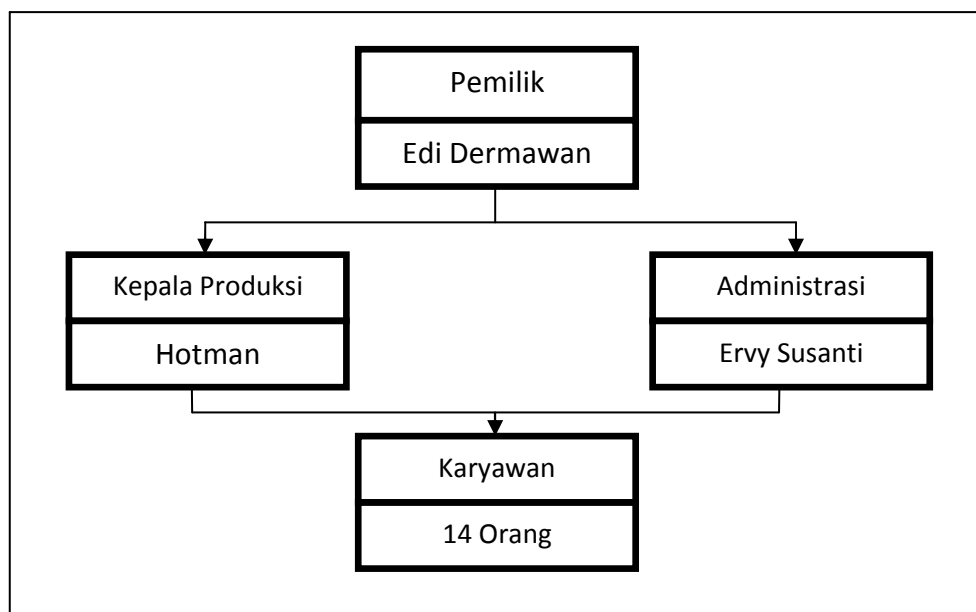 Pemilik
Edi Dermawan
Kepala Produksi
Hotman
Administrasi
Ervy Susanti
Karyawan
14 Orang